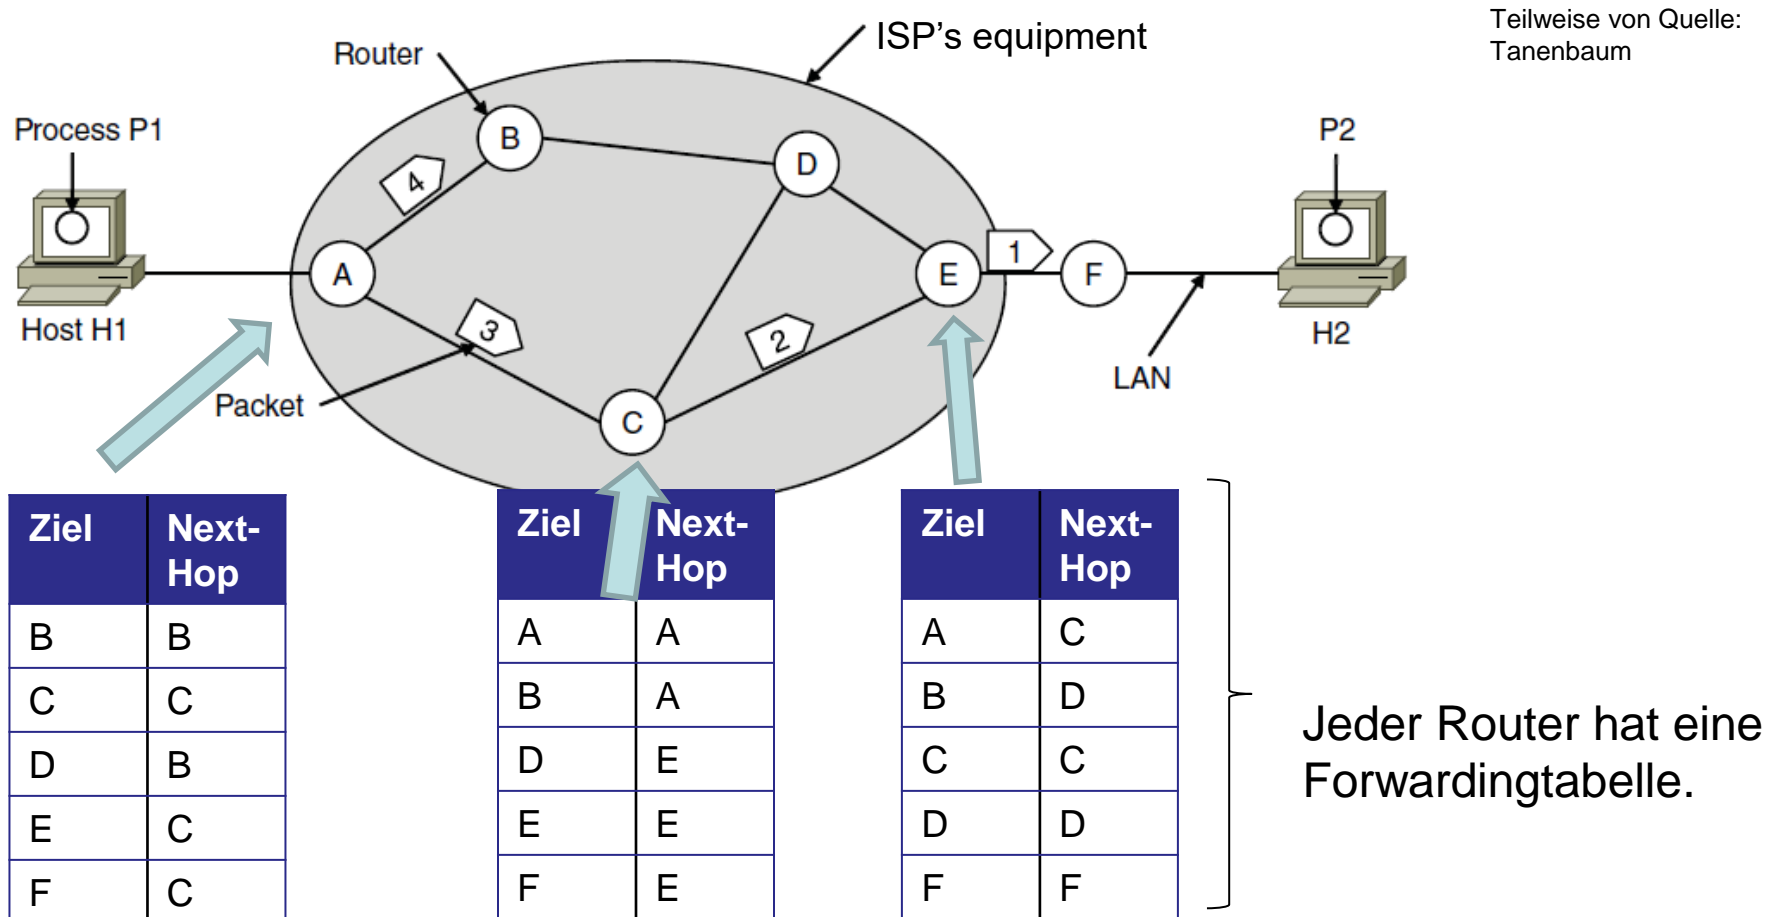 Teilweise von Quelle:
Tanenbaum
ISP's equipment
Router
Process P1
P2
B
D
4
A
E
1
F
3
2
Host H1
H2
Packet
LAN
C
Ziel Next-
Hop
B B
C C
D B
E C
F C
Ziel Next-
Hop
A A
B A
D E
E E
F E
Ziel Next-
Hop
A C
B D
C C
D D
F F
Jeder Router hat eine
Forwardingtabelle.